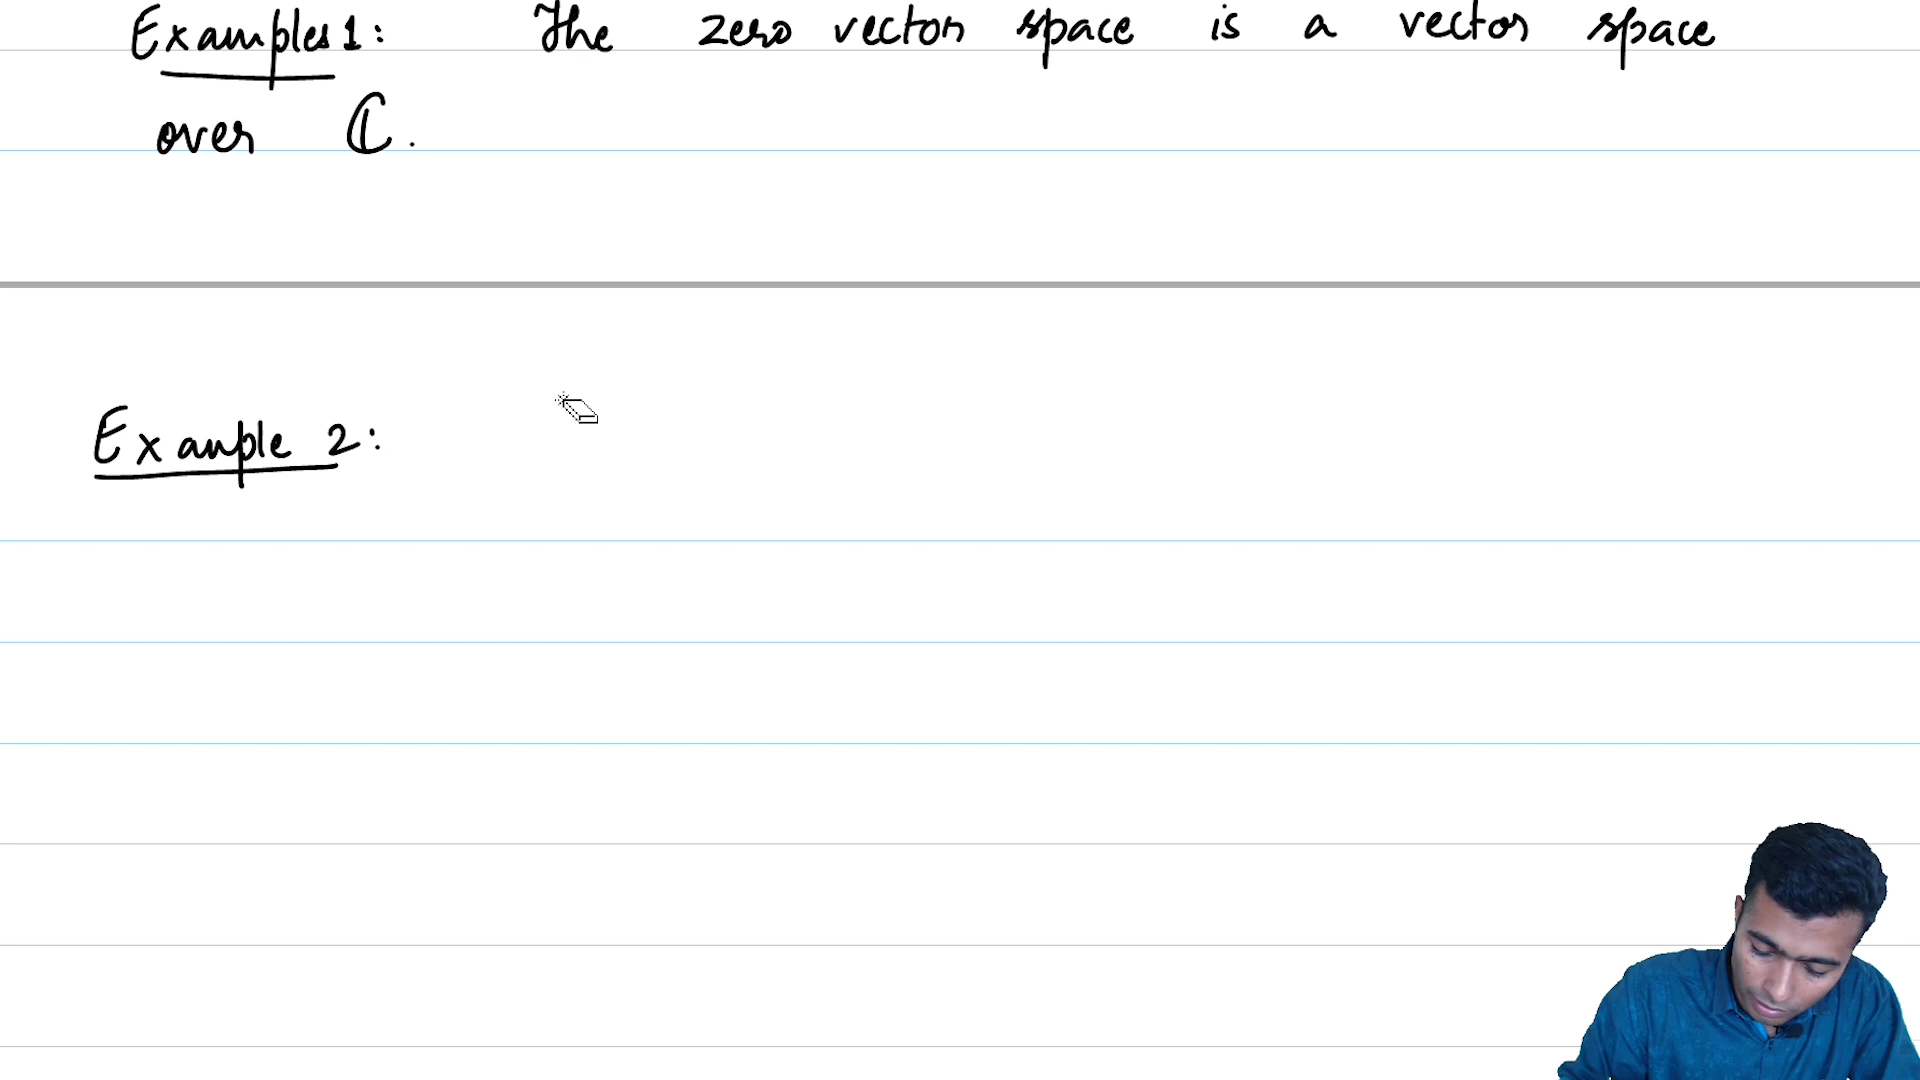 Examples 1: The zero vector space is a vector space
over ℂ.
Example 2: